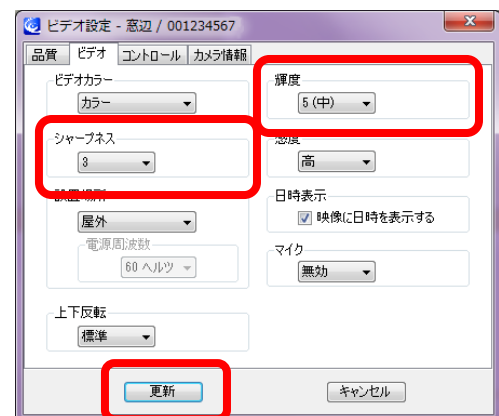 ビデオ設定 - 窓辺 / 001234567
品質 ビデオ コントロール カメラ情報
ビデオカラー
カラー
輝度
5 (中)
シャープネス
3
感度
高
設置場所
屋外
電源周波数
60 ヘルツ
日時表示
映像に日時を表示する
マイク
無効
上下反転
標準
更新 キャンセル